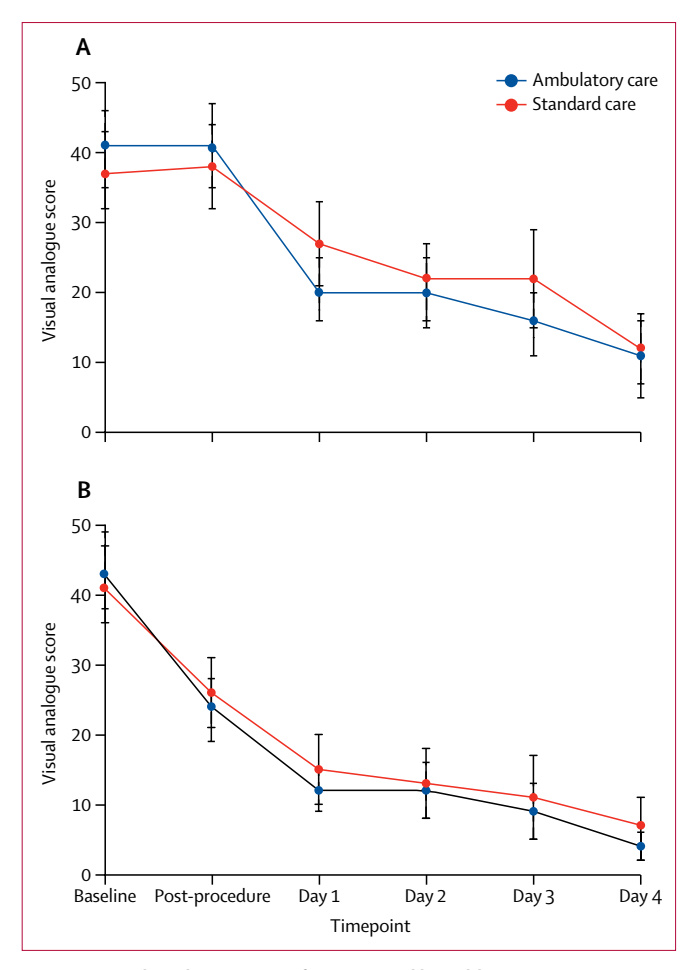 A
Ambulatory care
Standard care
50
40
30
20
10
0
Visual analogue score
B
50
40
30
20
10
0
Visual analogue score
Baseline Post-procedure Day 1 Day 2 Day 3 Day 4
Timepoint